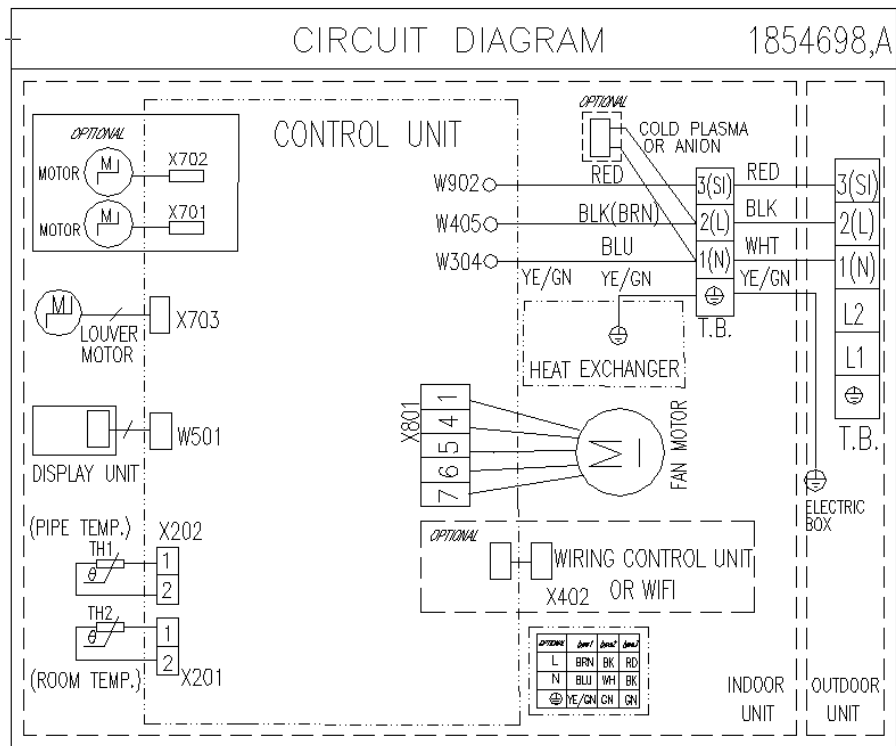 CIRCUIT DIAGRAM 1854698,A
OPTIONAL
MOTOR M X702
MOTOR M X701
CONTROL UNIT
OPTIONAL
COLD PLASMA
OR ANION
W902 RED 3(SI) RED 3(SI)
W405 BLK(BRN) 2(L) BLK 2(L)
W304 BLU 1(N) WHT 1(N)
YE/GN YE/GN YE/GN
T.B.
L2
L1
T.B.
M X703
LOUVER
MOTOR
HEAT EXCHANGER
X801
1
4
5
6
7
M
FAN MOTOR
W501
DISPLAY UNIT
ELECTRIC
BOX
(PIPE TEMP.) X202
TH1
θ
1
2
TH2
θ
1
2
(ROOM TEMP.) X201
OPTIONAL
WIRING CONTROL UNIT
X402 OR WIFI
OPTIONAL type1 type2 type3
L BRN BK RD
N BLU WH BK
YE/GN GN GN
INDOOR
UNIT
OUTDOOR
UNIT